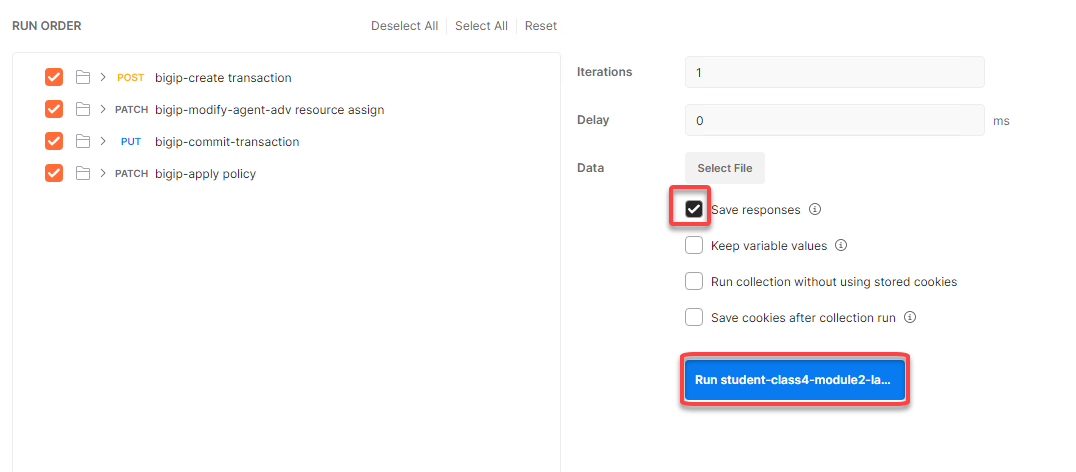 RUN ORDER
Deselect All Select All Reset
POST bigip-create transaction
PATCH bigip-modify-agent-adv resource assign
PUT bigip-commit-transaction
PATCH bigip-apply policy
Iterations 1
Delay 0 ms
Data Select File
Save responses
Keep variable values
Run collection without using stored cookies
Save cookies after collection run
Run student-class4-module2-la...